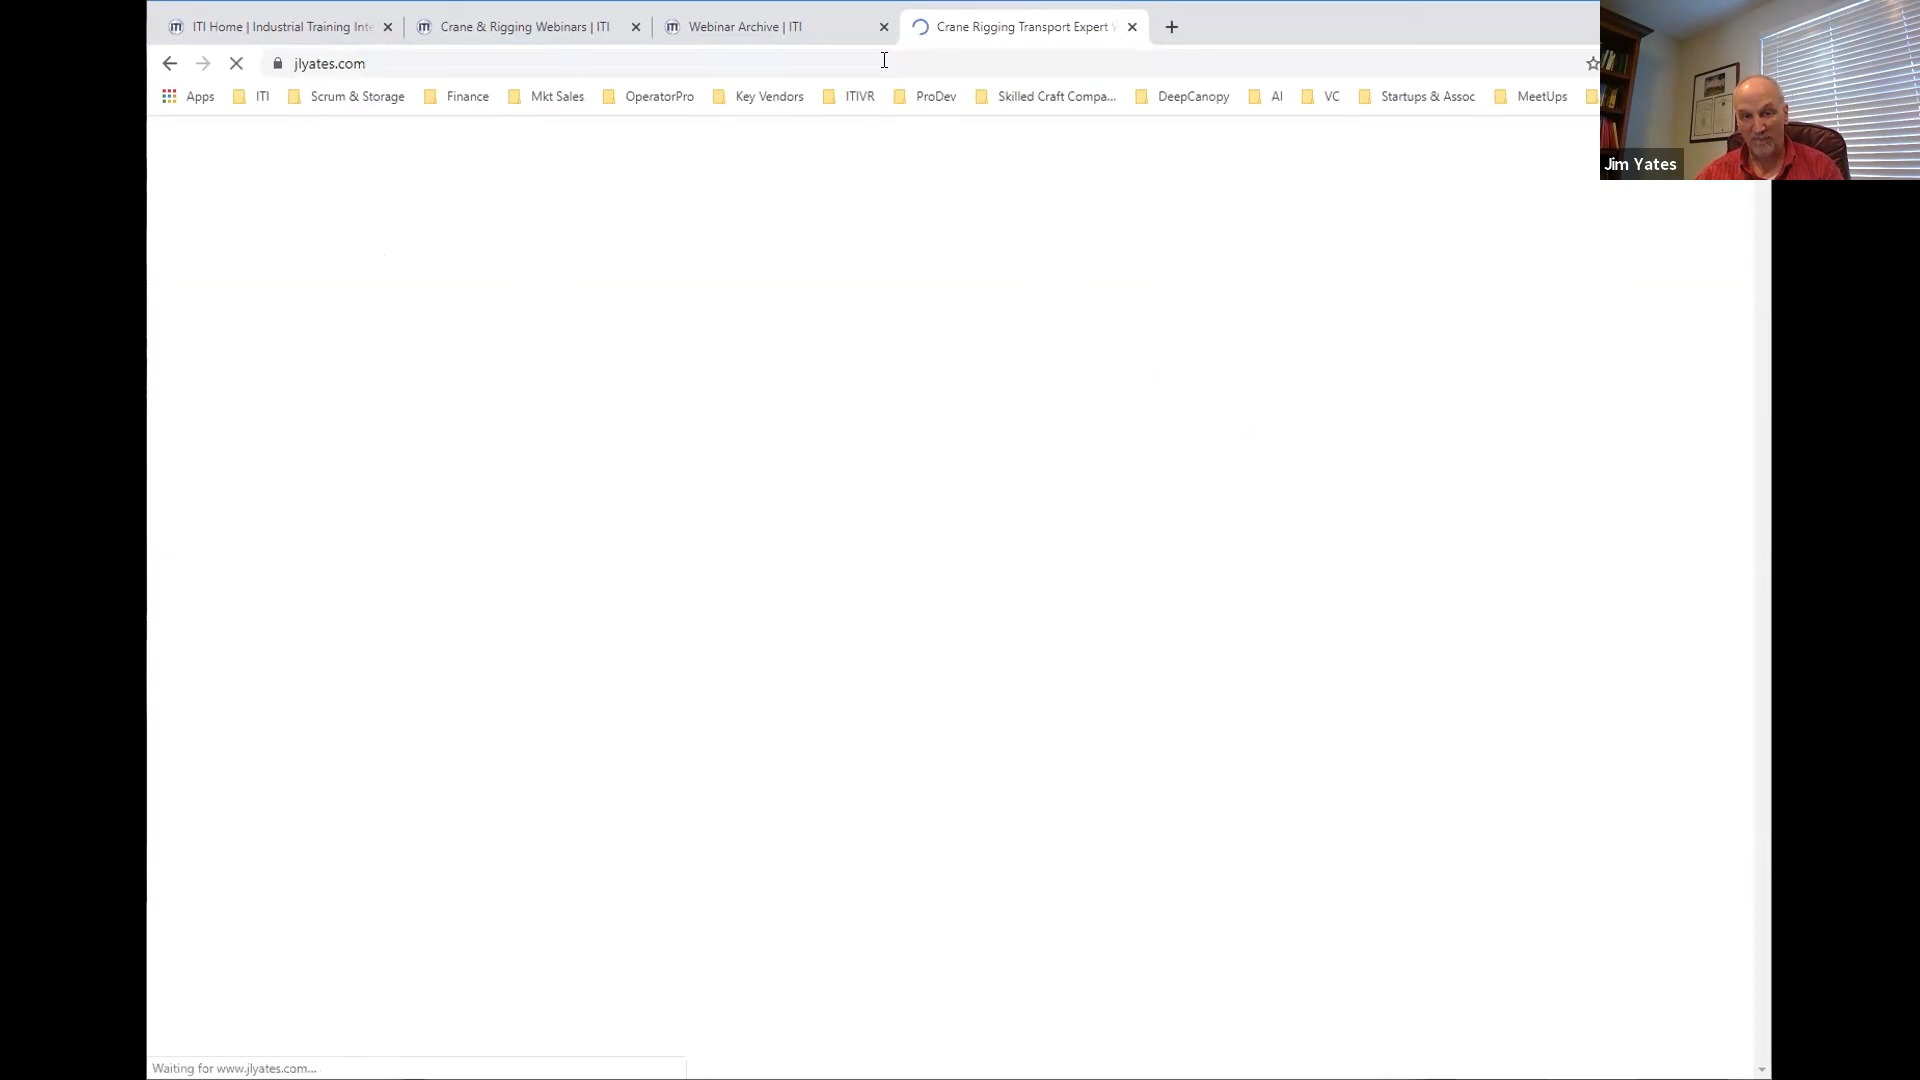 ITI Home | Industrial Training Inte
Crane & Rigging Webinars | ITI
Webinar Archive | ITI
Crane Rigging Transport Expert
jlyates.com
Apps ITI Scrum & Storage Finance Mkt Sales OperatorPro Key Vendors ITIVR ProDev Skilled Craft Compa... DeepCanopy AI VC Startups & Assoc MeetUps
Jim Yates
Waiting for www.jlyates.com...